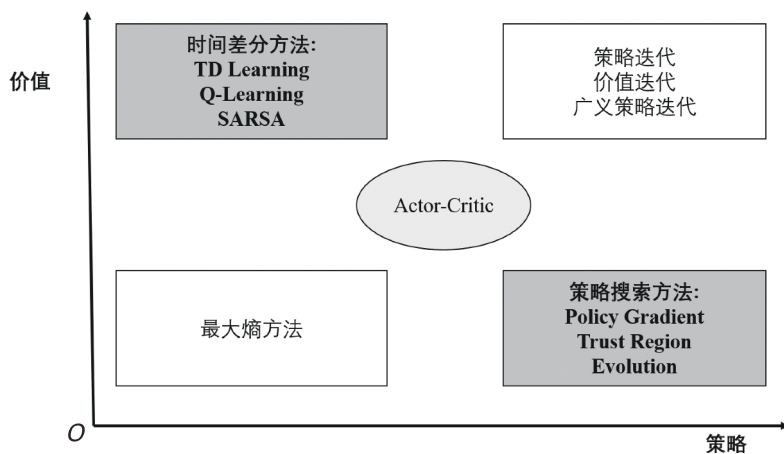 价值
时间差分方法:
TD Learning
Q-Learning
SARSA
策略迭代
价值迭代
广义策略迭代
Actor-Critic
最大熵方法
策略搜索方法:
Policy Gradient
Trust Region
Evolution
O
策略